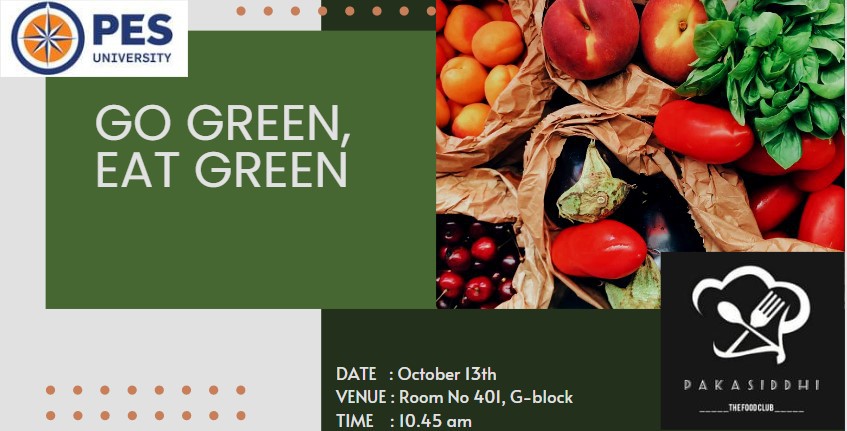 PES
UNIVERSITY
GO GREEN,
EAT GREEN
DATE : October 13th
VENUE : Room No 401, G-block
TIME : 10.45 am
PAKASIDDHI
_____THE FOOD CLUB_____